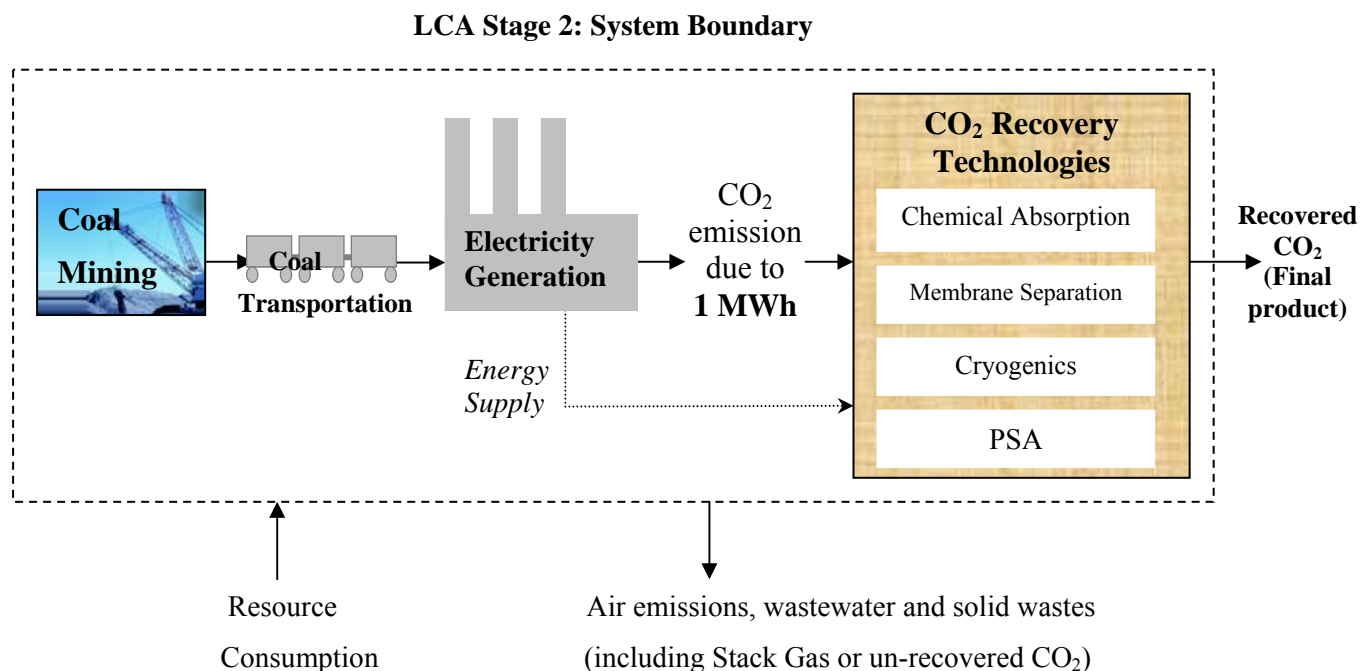 LCA Stage 2: System Boundary
Coal
Mining
Coal
Transportation
Electricity
Generation
Energy
Supply
CO₂
emission
due to
1 MWh
CO₂ Recovery
Technologies
Chemical Absorption
Membrane Separation
Cryogenics
PSA
Recovered
CO₂
(Final
product)
Resource
Consumption
Air emissions, wastewater and solid wastes
(including Stack Gas or un-recovered CO₂)